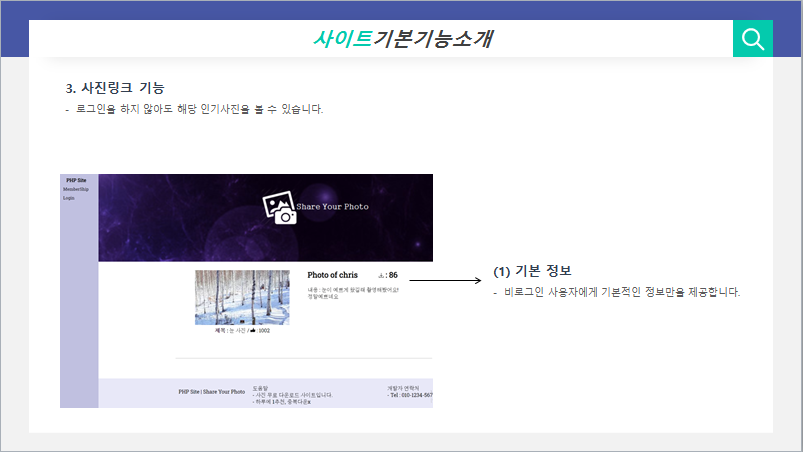 사이트기본기능소개
3. 사진링크 기능
- 로그인을 하지 않아도 해당 인기사진을 볼 수 있습니다.
PHP Site
MemberShip
Login
Share Your Photo
Photo of chris : 86
내용 : 눈이 예쁘게 왔길래 촬영해봤어요!
정말예쁘네요
제목 : 눈 사진 / : 1002
(1) 기본 정보
- 비로그인 사용자에게 기본적인 정보만을 제공합니다.
PHP Site | Share Your Photo
도움말
- 사진 무료 다운로드 사이트입니다.
- 하루에 1추천, 중복다운x
개발자 연락처
- Tel : 010-1234-567